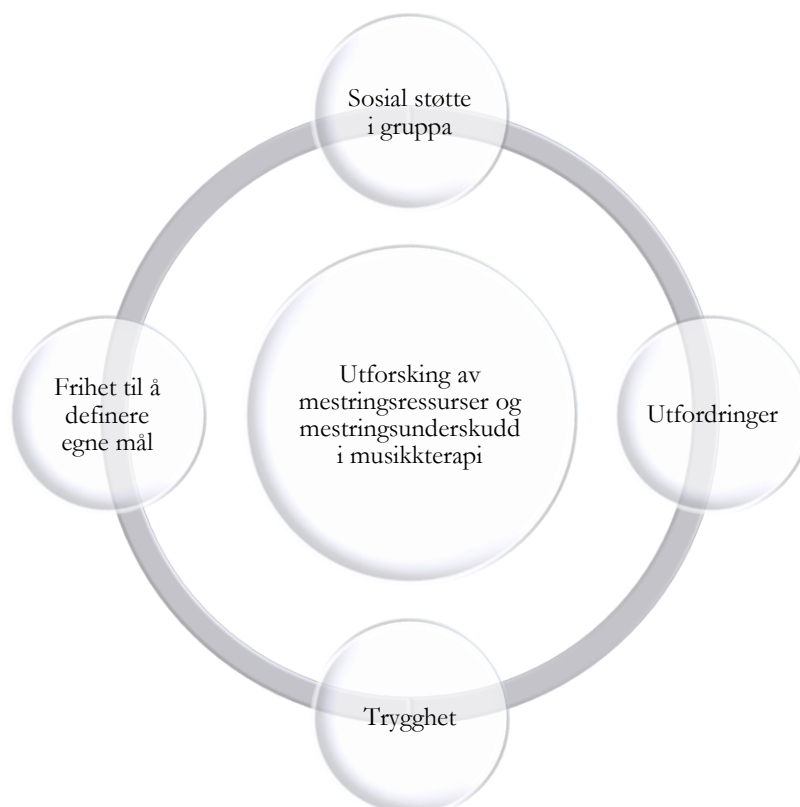 Sosial støtte
i gruppa
Frihet til å
definere
egne mål
Utforsking av
mestringsressurser og
mestringsunderskudd
i musikkterapi
Utfordringer
Trygghet